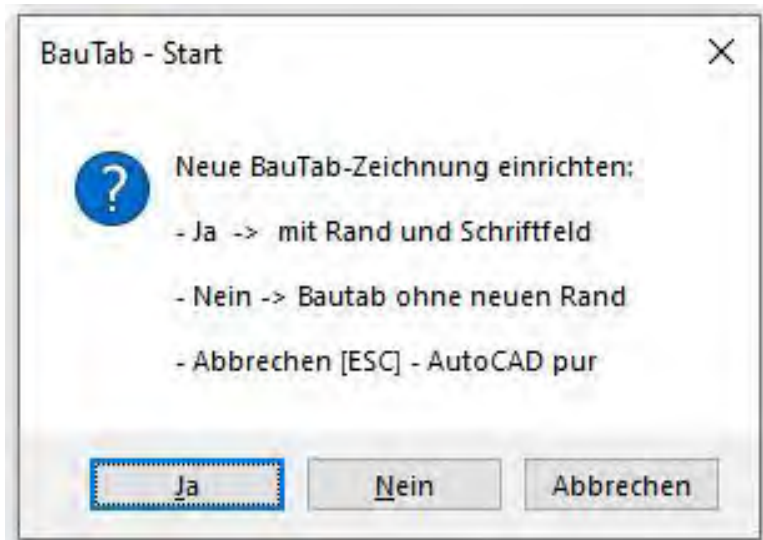 BauTab - Start
Neue BauTab-Zeichnung einrichten:
- Ja -> mit Rand und Schriftfeld
- Nein -> Bautab ohne neuen Rand
- Abbrechen [ESC] - AutoCAD pur
Ja Nein Abbrechen